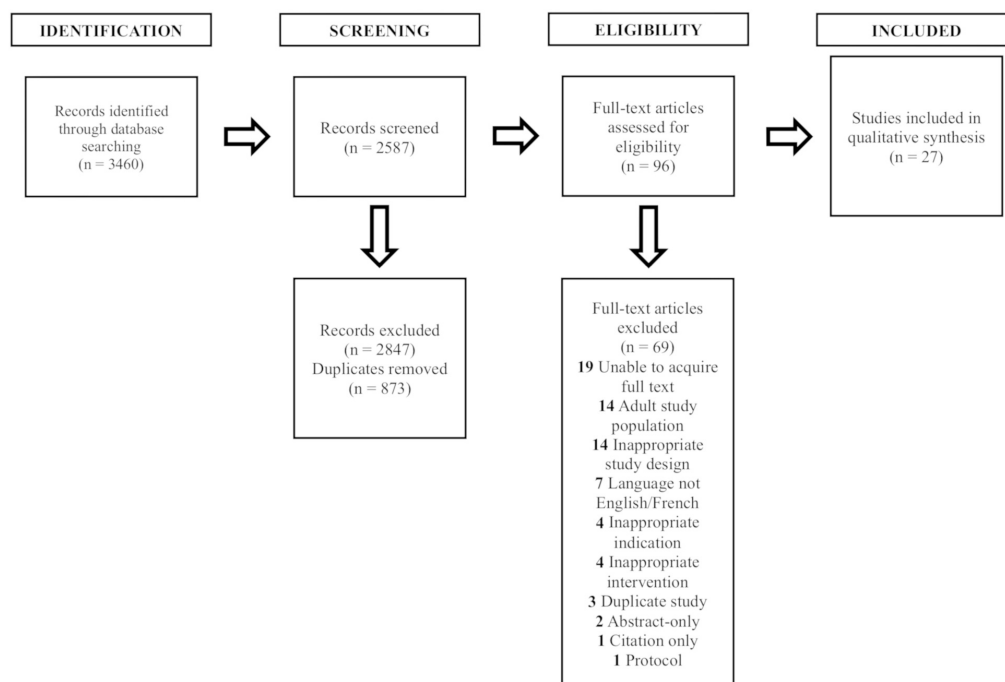 IDENTIFICATION
Records identified
through database
searching
(n = 3460)
SCREENING
Records screened
(n = 2587)
Records excluded
(n = 2847)
Duplicates removed
(n = 873)
ELIGIBILITY
Full-text articles
assessed for
eligibility
(n = 96)
Full-text articles
excluded
(n = 69)
19 Unable to acquire
full text
14 Adult study
population
14 Inappropriate
study design
7 Language not
English/French
4 Inappropriate
indication
4 Inappropriate
intervention
3 Duplicate study
2 Abstract-only
1 Citation only
1 Protocol
INCLUDED
Studies included in
qualitative synthesis
(n = 27)